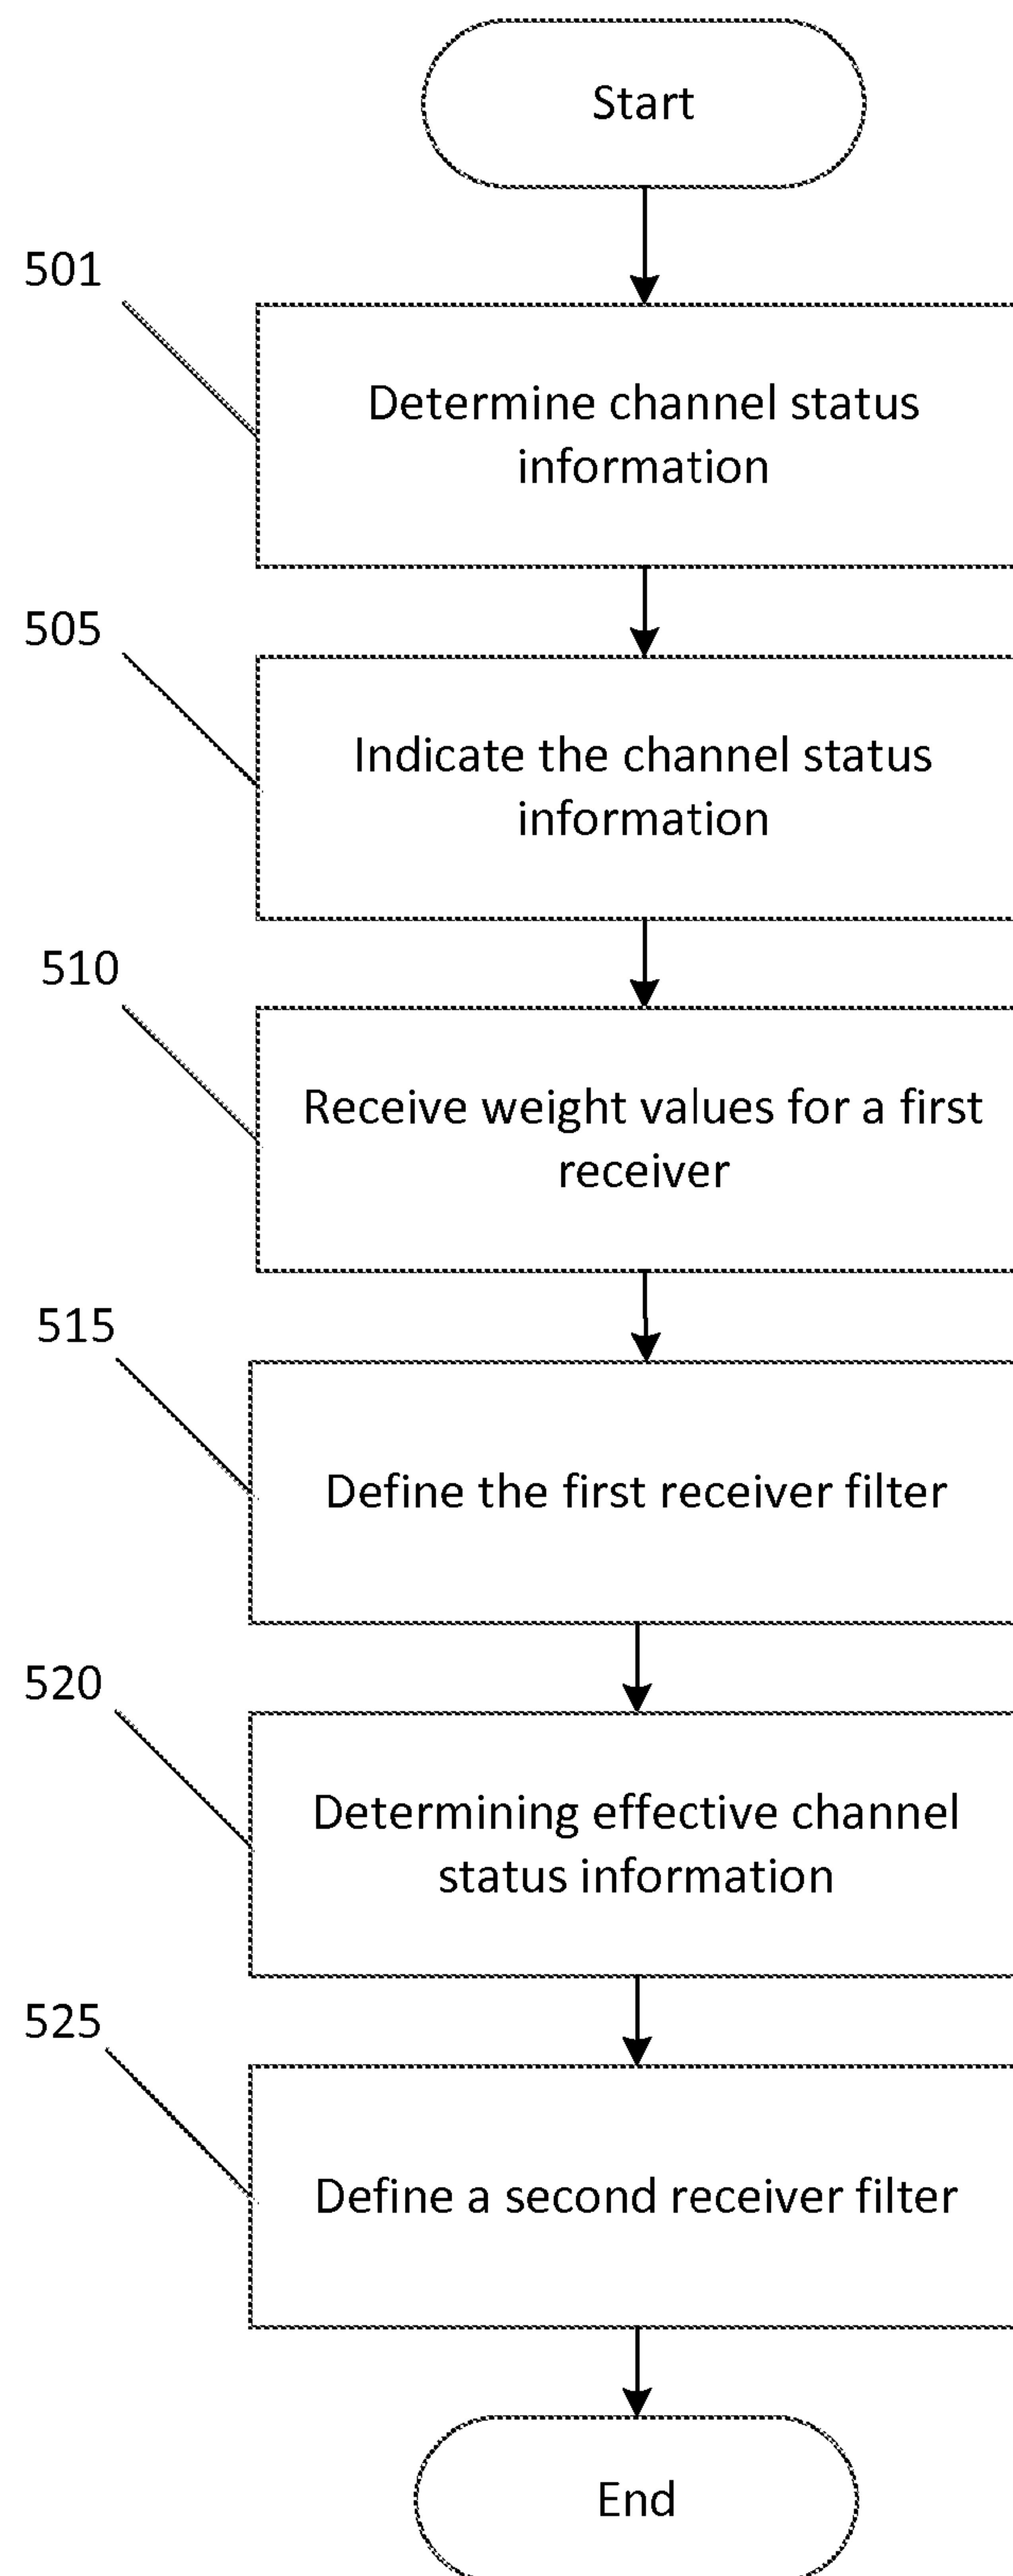 Start
501
Determine channel status
information
505
Indicate the channel status
information
510
Receive weight values for a first
receiver
515
Define the first receiver filter
520
Determining effective channel
status information
525
Define a second receiver filter
End